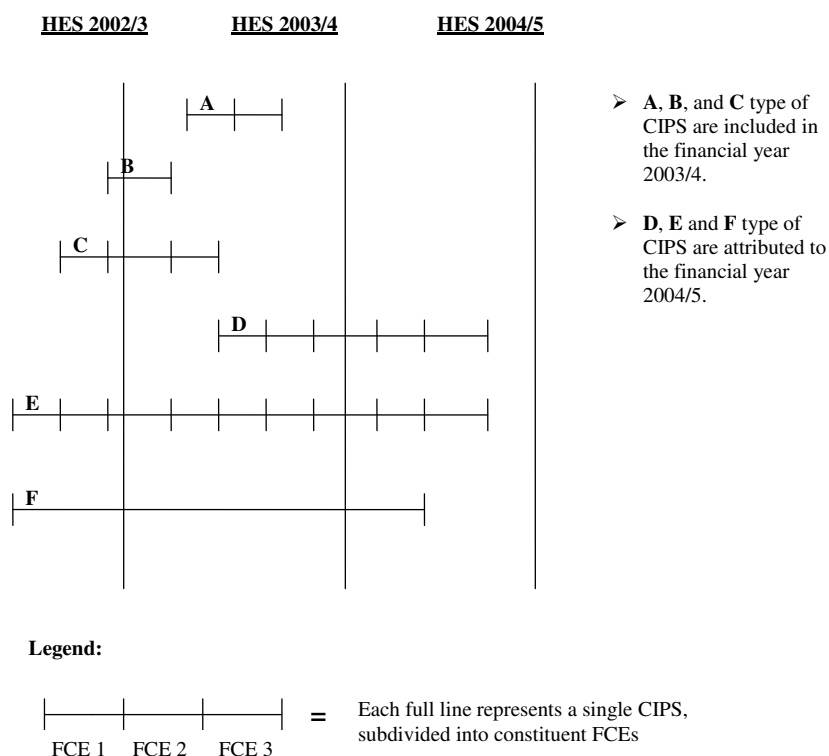 HES 2002/3 HES 2003/4 HES 2004/5
A
B
C
D
E
F
➢ A, B, and C type of
CIPS are included in
the financial year
2003/4.
➢ D, E and F type of
CIPS are attributed to
the financial year
2004/5.
Legend:
FCE 1 FCE 2 FCE 3
= Each full line represents a single CIPS,
subdivided into constituent FCEs